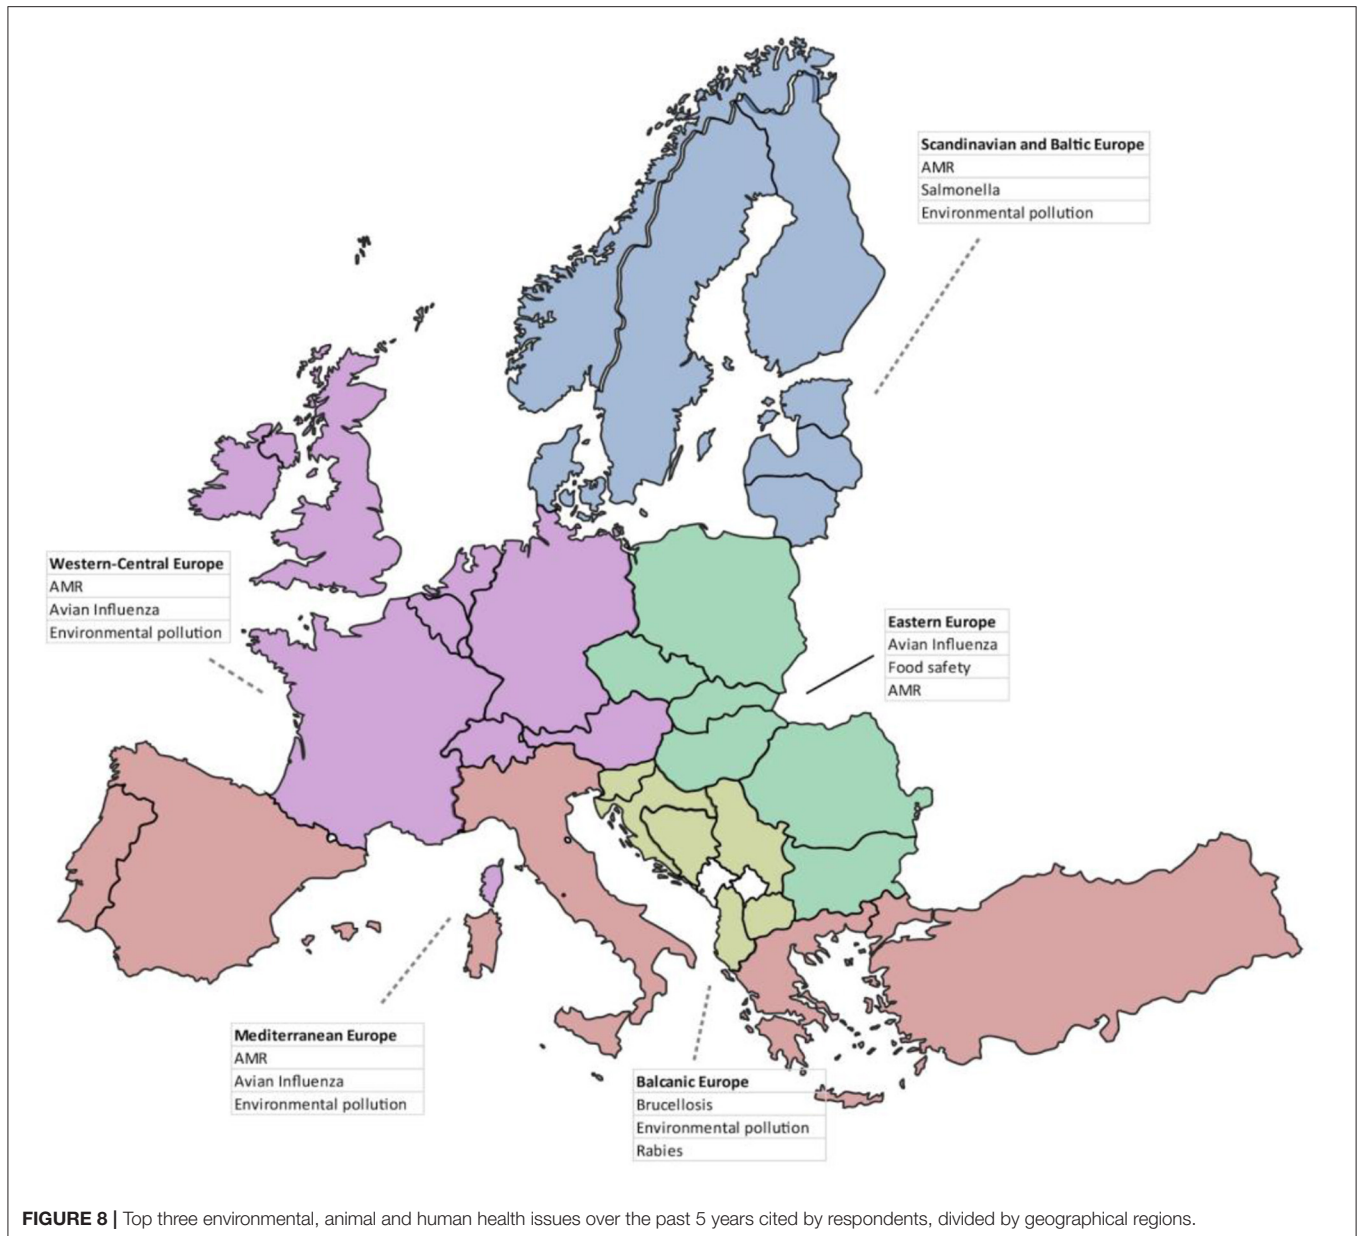 Scandinavian and Baltic Europe
AMR
Salmonella
Environmental pollution
Western-Central Europe
AMR
Avian Influenza
Environmental pollution
Eastern Europe
Avian Influenza
Food safety
AMR
Mediterranean Europe
AMR
Avian Influenza
Environmental pollution
Balcanic Europe
Brucellosis
Environmental pollution
Rabies
FIGURE 8 | Top three environmental, animal and human health issues over the past 5 years cited by respondents, divided by geographical regions.